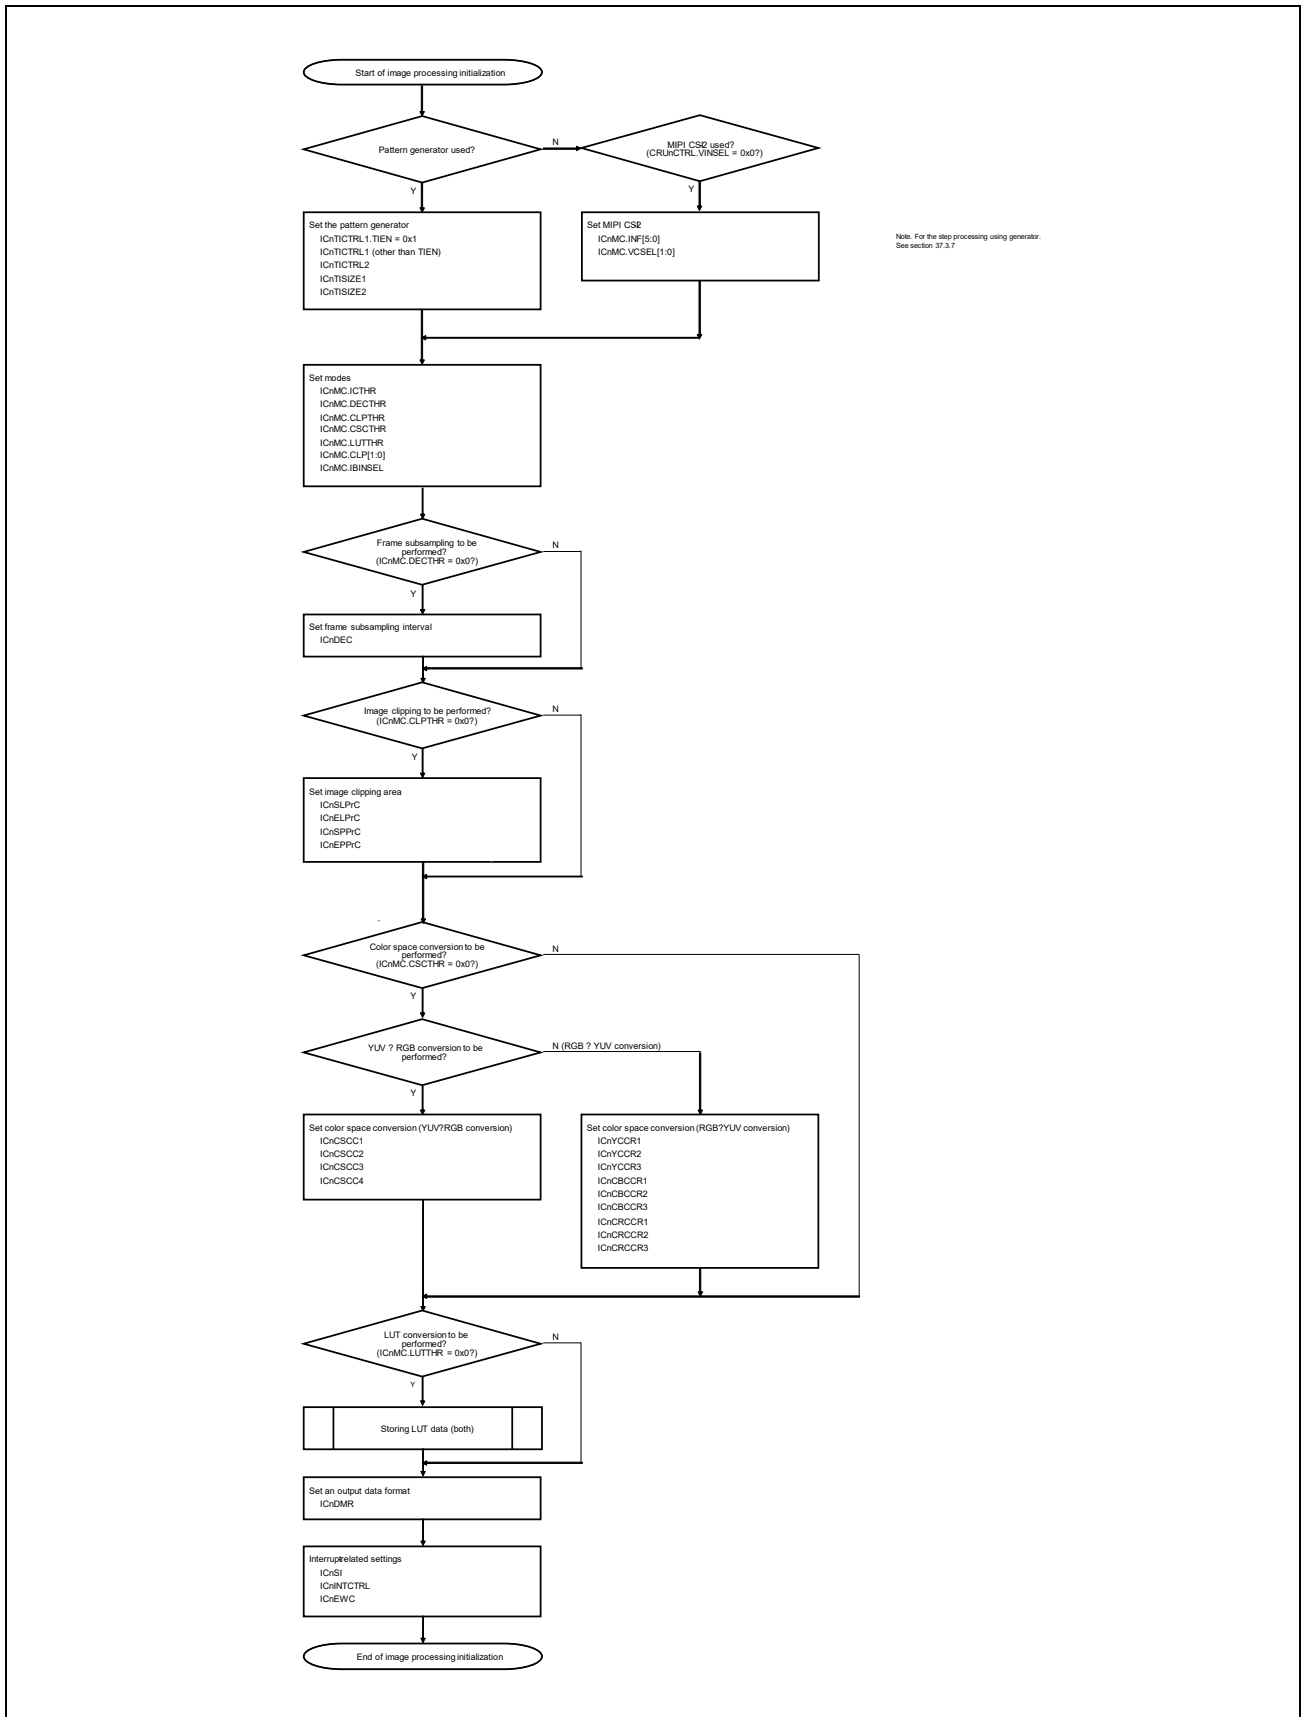 Start of image processing initialization
Pattern generator used?
N
MIPI CSI2 used?
(CRUnCTRL.VINSEL = 0x0?)
Y
Y
Set the pattern generator
ICnTICTRL1.TIEN = 0x1
ICnTICTRL1 (other than TIEN)
ICnTICTRL2
ICnTISIZE1
ICnTISIZE2
Set MIPI CSI2
ICnMC.INF[5:0]
ICnMC.VCSEL[1:0]
Note. For the step processing using generator.
See section 37.3.7
Set modes
ICnMC.ICTHR
ICnMC.DECTHR
ICnMC.CLPTHR
ICnMC.CSCTHR
ICnMC.LUTTHR
ICnMC.CLP[1:0]
ICnMC.IBINSEL
Frame subsampling to be
performed?
(ICnMC.DECTHR = 0x0?)
N
Y
Set frame subsampling interval
ICnDEC
Image clipping to be performed?
(ICnMC.CLPTHR = 0x0?)
N
Y
Set image clipping area
ICnSLPrC
ICnELPrC
ICnSPPrC
ICnEPPrC
Color space conversion to be
performed?
(ICnMC.CSCTHR = 0x0?)
N
Y
YUV ? RGB conversion to be
performed?
N (RGB ? YUV conversion)
Y
Set color space conversion (YUV?RGB conversion)
ICnCSCC1
ICnCSCC2
ICnCSCC3
ICnCSCC4
Set color space conversion (RGB?YUV conversion)
ICnYCCR1
ICnYCCR2
ICnYCCR3
ICnCBCCR1
ICnCBCCR2
ICnCBCCR3
ICnCRCCR1
ICnCRCCR2
ICnCRCCR3
LUT conversion to be
performed?
(ICnMC.LUTTHR = 0x0?)
N
Y
Storing LUT data (both)
Set an output data format
ICnDMR
Interrupt-related settings
ICnSI
ICnINTCTRL
ICnEWC
End of image processing initialization